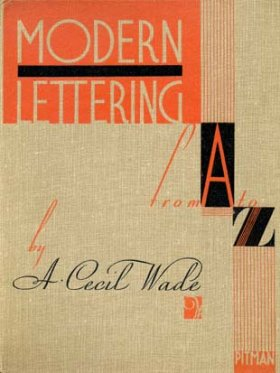 MODERN
LETTERING
from A to Z
by
A. Cecil Wade
PITMAN